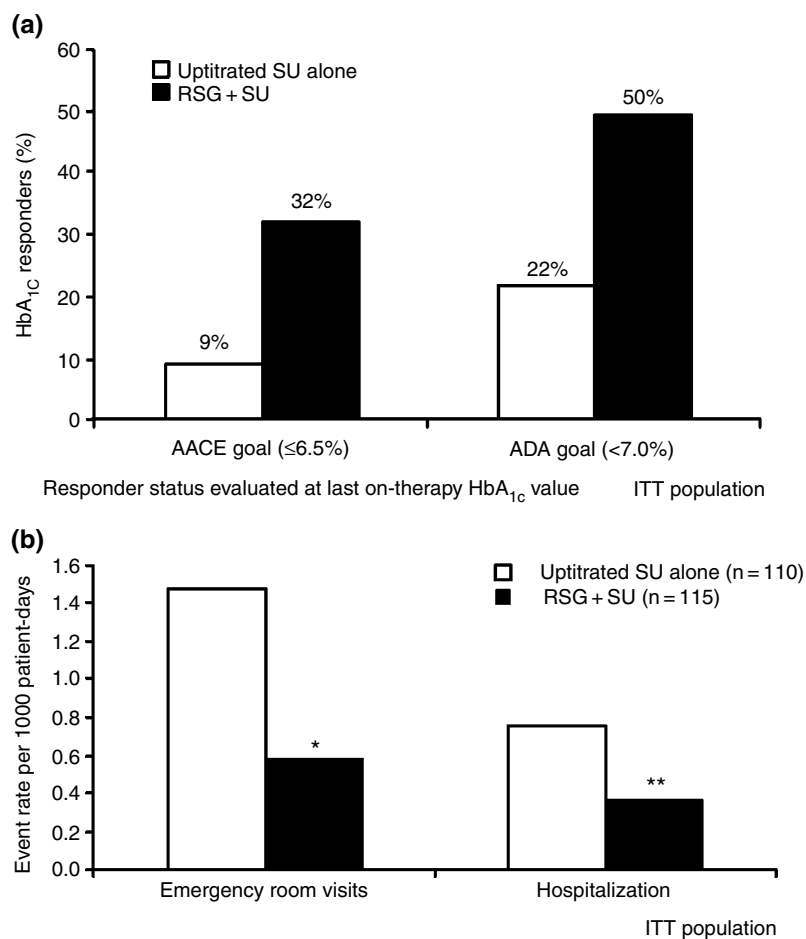 (a)
60
50
40
30
20
10
0
HbA1C responders (%)
Uptitrated SU alone
RSG + SU
9%
32%
22%
50%
AACE goal (≤6.5%)
ADA goal (<7.0%)
Responder status evaluated at last on-therapy HbA1c value
ITT population
(b)
1.6
1.4
1.2
1.0
0.8
0.6
0.4
0.2
0.0
Event rate per 1000 patient-days
Uptitrated SU alone (n = 110)
RSG + SU (n = 115)
*
**
Emergency room visits
Hospitalization
ITT population